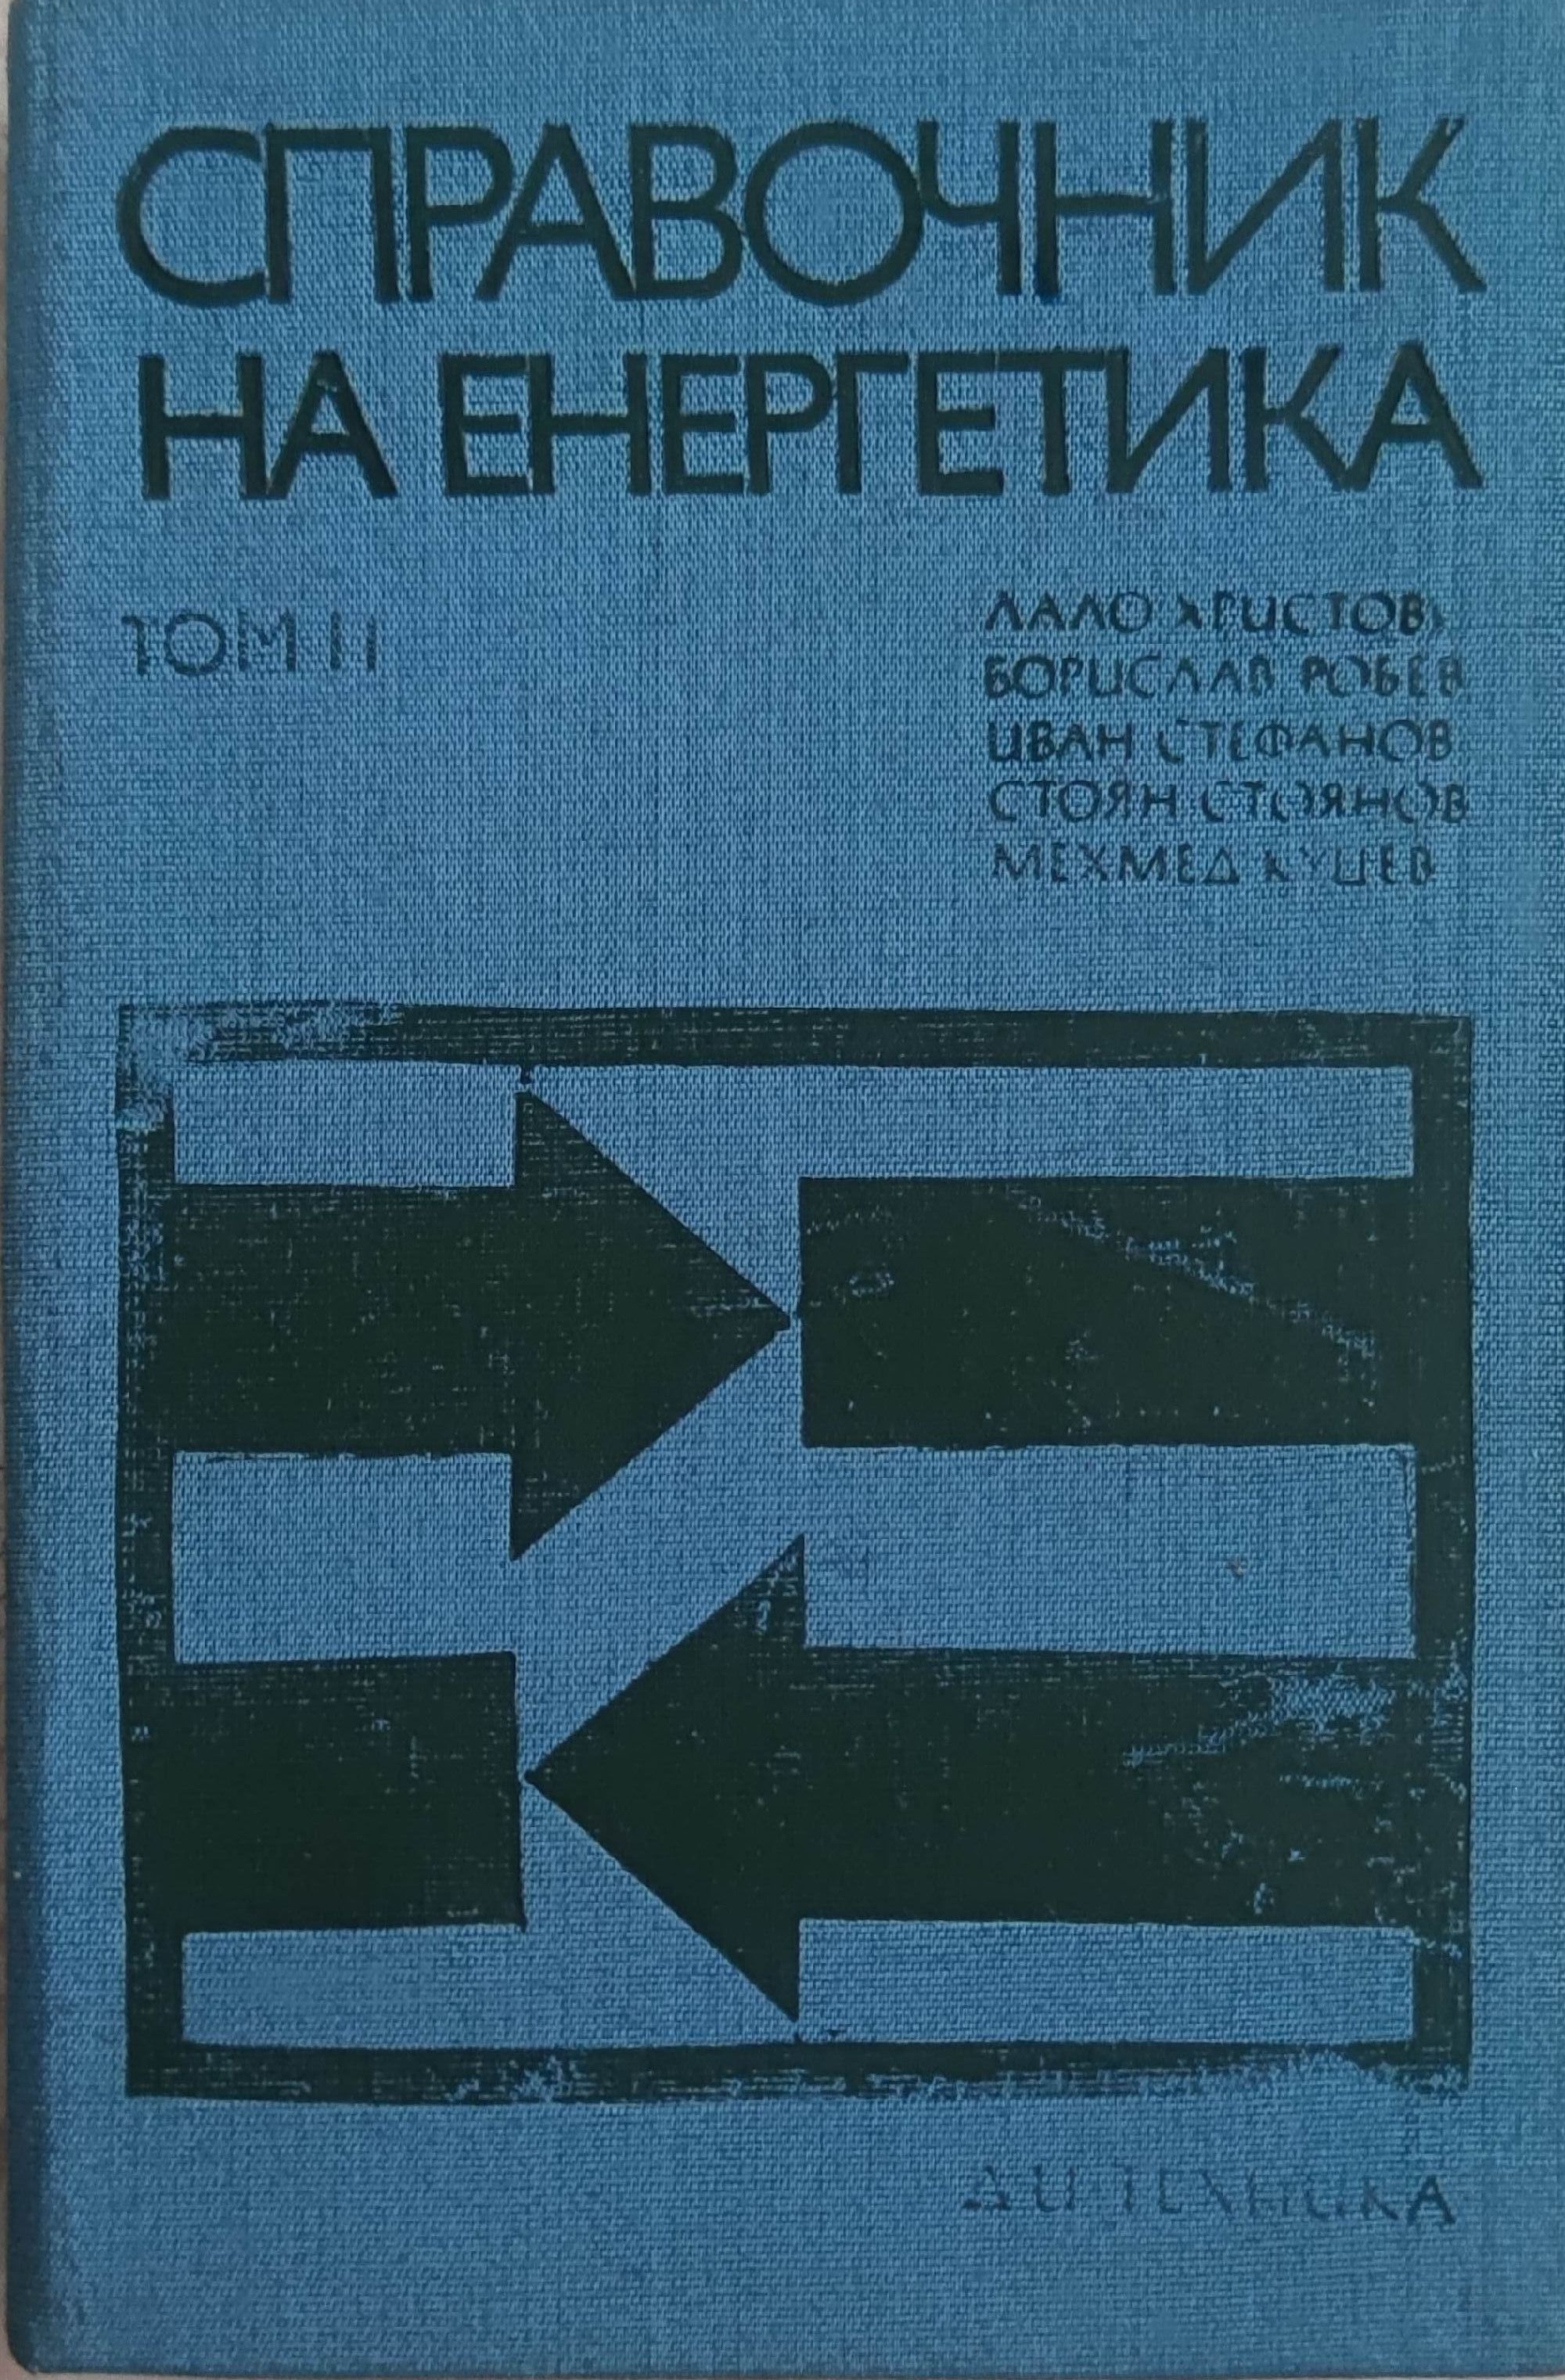 СПРАВОЧНИК
НА ЕНЕРГЕТИКА
ТОМ II
ЛАЛО ХРИСТОВ
БОРИСЛАВ РОБЕВ
ИВАН СТЕФАНОВ
СТОЯН СТОЯНОВ
МЕХМЕД КУЦЕВ
ДИ ТЕХНИКА